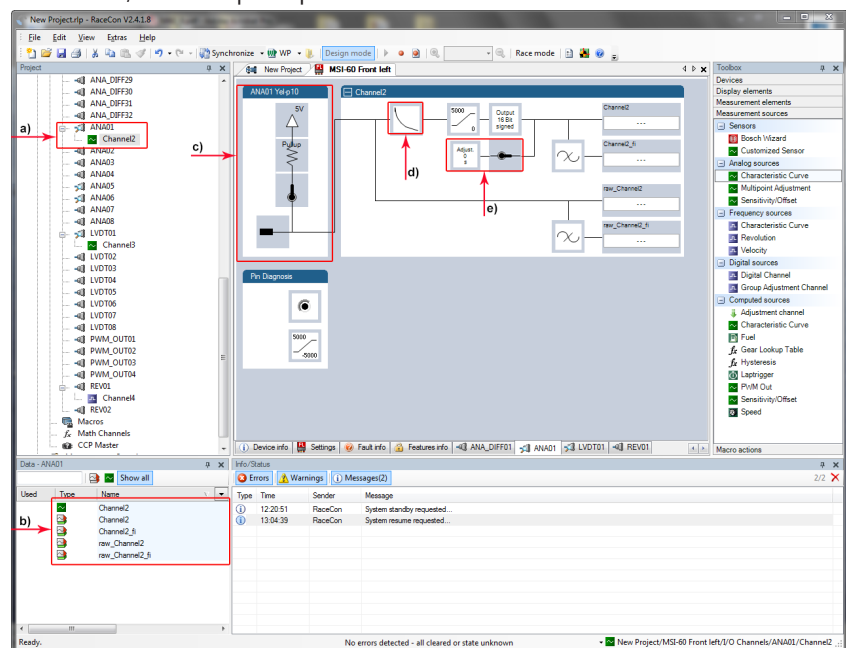 New Project.rlp - RaceCon V2.4.1.8
File Edit View Extras Help
Synchronize WP Design mode Race mode
Project
ANA_DIFF29
ANA_DIFF30
ANA_DIFF31
ANA_DIFF32
ANA01
Channel2
ANA02
ANA03
ANA04
ANA05
ANA06
ANA07
ANA08
LVDT01
Channel3
LVDT02
LVDT03
LVDT04
LVDT05
LVDT06
LVDT07
LVDT08
PWM_OUT01
PWM_OUT02
PWM_OUT03
PWM_OUT04
REV01
Channel4
REV02
Macros
Math Channels
CCP Master
a)
New Project MSI-60 Front left
ANA01 Yel-p10
5V
Pullup
c)
Channel2
5000
0
Output
16 Bit
signed
Adjust.
0
s
d)
e)
Channel2
---
Channel2_fi
---
raw_Channel2
---
raw_Channel2_fi
---
Pin Diagnosis
5000
-5000
Device info Settings Fault info Features info ANA_DIFF01 ANA01 LVDT01 REV01
Toolbox
Devices
Display elements
Measurement elements
Measurement sources
Sensors
Bosch Wizard
Customized Sensor
Analog sources
Characteristic Curve
Multipoint Adjustment
Sensitivity/Offset
Frequency sources
Characteristic Curve
Revolution
Velocity
Digital sources
Digital Channel
Group Adjustment Channel
Computed sources
Adjustment channel
Characteristic Curve
Fuel
Gear Lookup Table
Hysteresis
Laptrigger
PWM Out
Sensitivity/Offset
Speed
Macro actions
Data - ANA01
Show all
Used Type Name
Channel2
Channel2
Channel2_fi
raw_Channel2
raw_Channel2_fi
b)
Info/Status
Errors Warnings Messages(2) 2/2
Type Time Sender Message
12:20:51 RaceCon System standby requested...
13:04:39 RaceCon System resume requested...
Ready. No errors detected - all cleared or state unknown New Project/MSI-60 Front left/I/O Channels/ANA01/Channel2